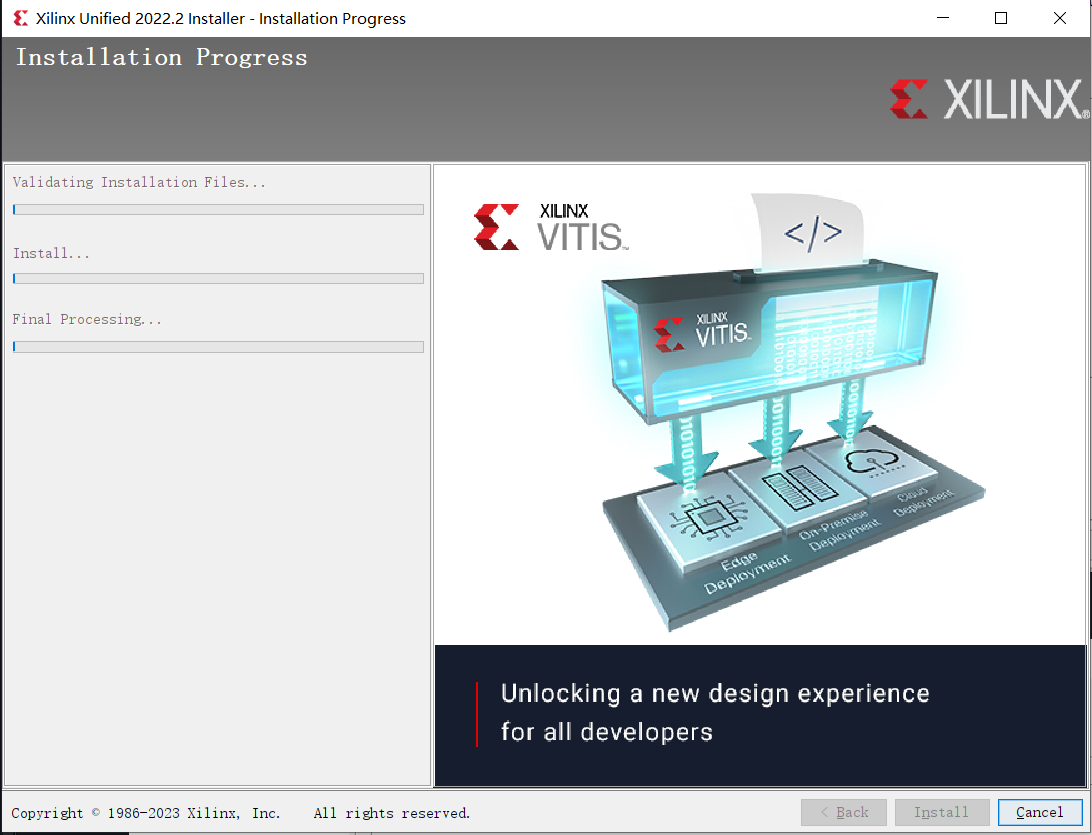 Xilinx Unified 2022.2 Installer - Installation Progress
Installation Progress
XILINX®
Validating Installation Files...
Install...
Final Processing...
XILINX
VITIS™
</>
XILINX
VITIS
Edge
Deployment
On-Premise
Deployment
Cloud
Deployment
Unlocking a new design experience
for all developers
Copyright © 1986-2023 Xilinx, Inc. All rights reserved.
< Back
Install
Cancel